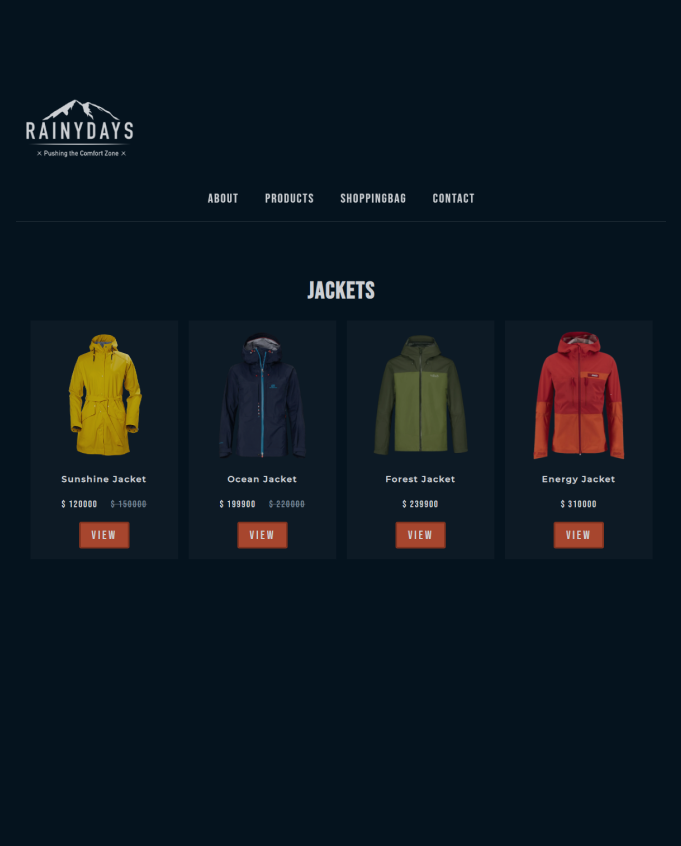 RAINYDAYS
× Pushing the Comfort Zone ×
ABOUT PRODUCTS SHOPPINGBAG CONTACT
JACKETS
Sunshine Jacket
$ 120000 $ 150000
VIEW
Ocean Jacket
$ 199900 $ 220000
VIEW
Forest Jacket
$ 239900
VIEW
Energy Jacket
$ 310000
VIEW